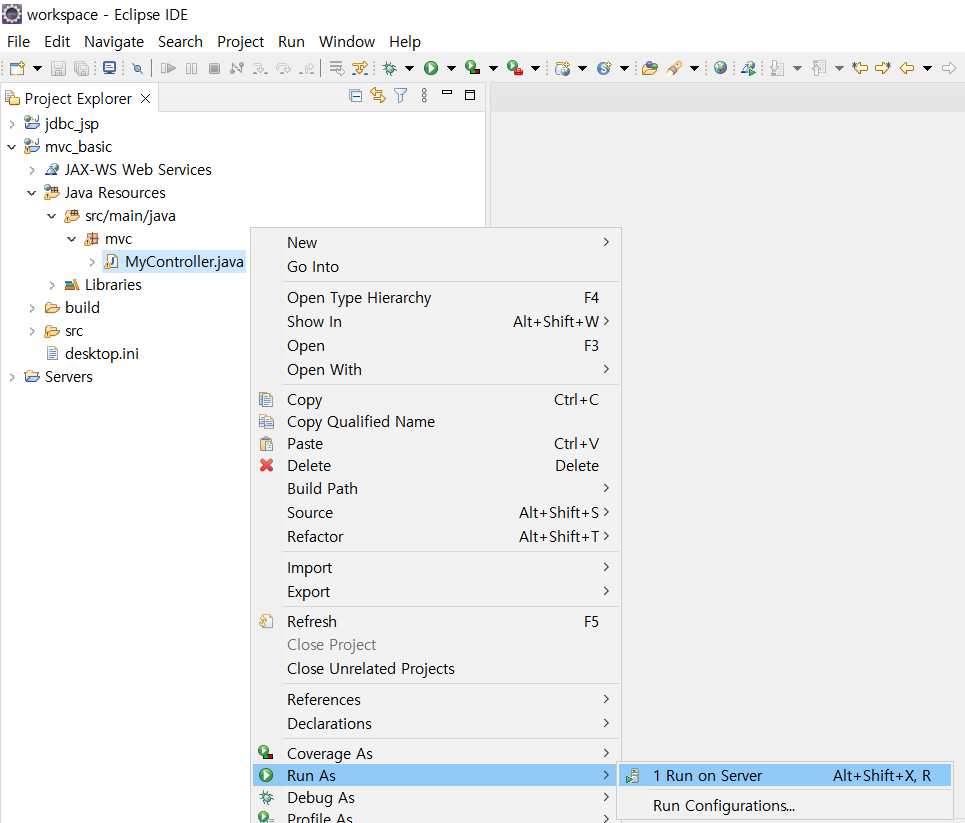 workspace - Eclipse IDE
File Edit Navigate Search Project Run Window Help
Project Explorer
jdbc_jsp
mvc_basic
JAX-WS Web Services
Java Resources
src/main/java
mvc
MyController.java
Libraries
build
src
desktop.ini
Servers
New
Go Into
Open Type Hierarchy F4
Show In Alt+Shift+W
Open F3
Open With
Copy Ctrl+C
Copy Qualified Name
Paste Ctrl+V
Delete Delete
Build Path
Source Alt+Shift+S
Refactor Alt+Shift+T
Import
Export
Refresh F5
Close Project
Close Unrelated Projects
References
Declarations
Coverage As
Run As
1 Run on Server Alt+Shift+X, R
Debug As
Run Configurations...
Profile As